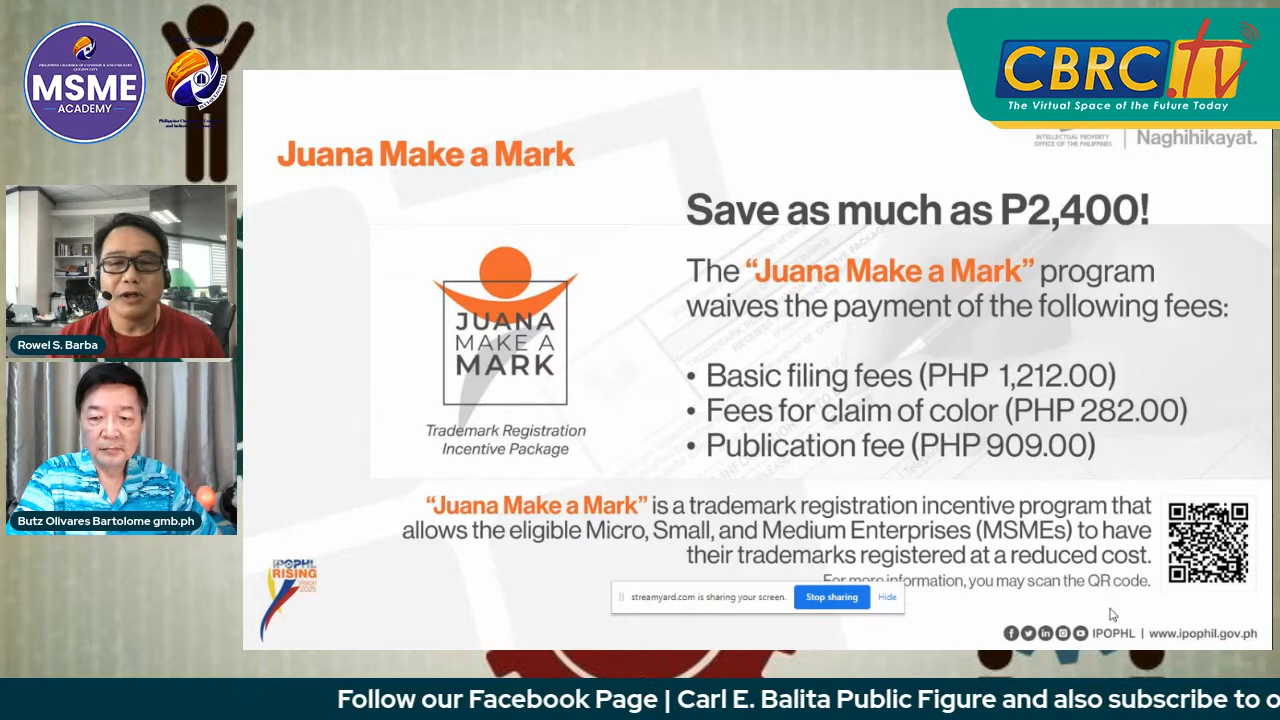 MSME
ACADEMY
CBRC.tv
The Virtual Space of the Future Today
INTELLECTUAL PROPERTY
OFFICE OF THE PHILIPPINES
Naghihikayat.
Juana Make a Mark
Save as much as P2,400!
The “Juana Make a Mark” program
waives the payment of the following fees:
• Basic filing fees (PHP 1,212.00)
• Fees for claim of color (PHP 282.00)
• Publication fee (PHP 909.00)
JUANA
MAKE A
MARK
Trademark Registration
Incentive Package
“Juana Make a Mark” is a trademark registration incentive program that
allows the eligible Micro, Small, and Medium Enterprises (MSMEs) to have
their trademarks registered at a reduced cost.
For more information, you may scan the QR code.
streamyard.com is sharing your screen.
Stop sharing
Hide
IPOPHL
RISING
IPOPHL | www.ipophil.gov.ph
Rowel S. Barba
Butz Olivares Bartolome gmb.ph
Follow our Facebook Page | Carl E. Balita Public Figure and also subscribe to